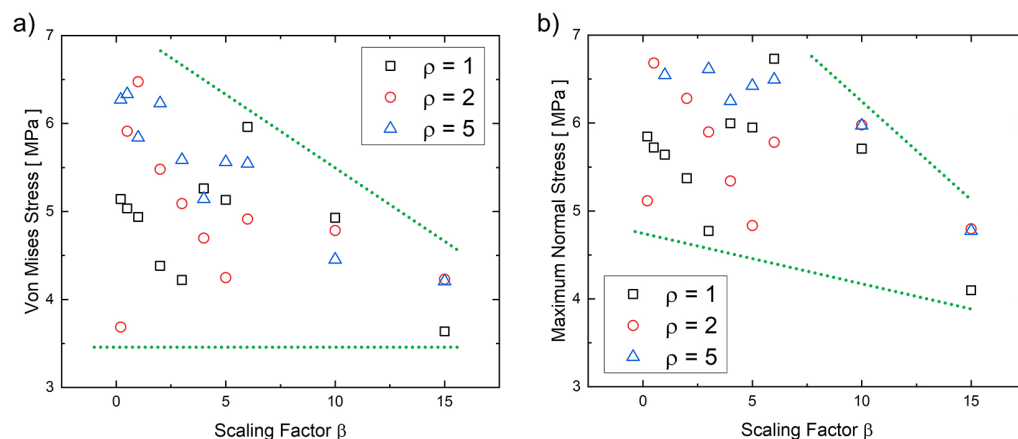 a)
7
6
5
4
3
Von Mises Stress [ MPa]
0
5
10
15
Scaling Factor β
ρ = 1
ρ = 2
ρ = 5
b)
7
6
5
4
3
Maximum Normal Stress [ MPa]
0
5
10
15
Scaling Factor β
ρ = 1
ρ = 2
ρ = 5